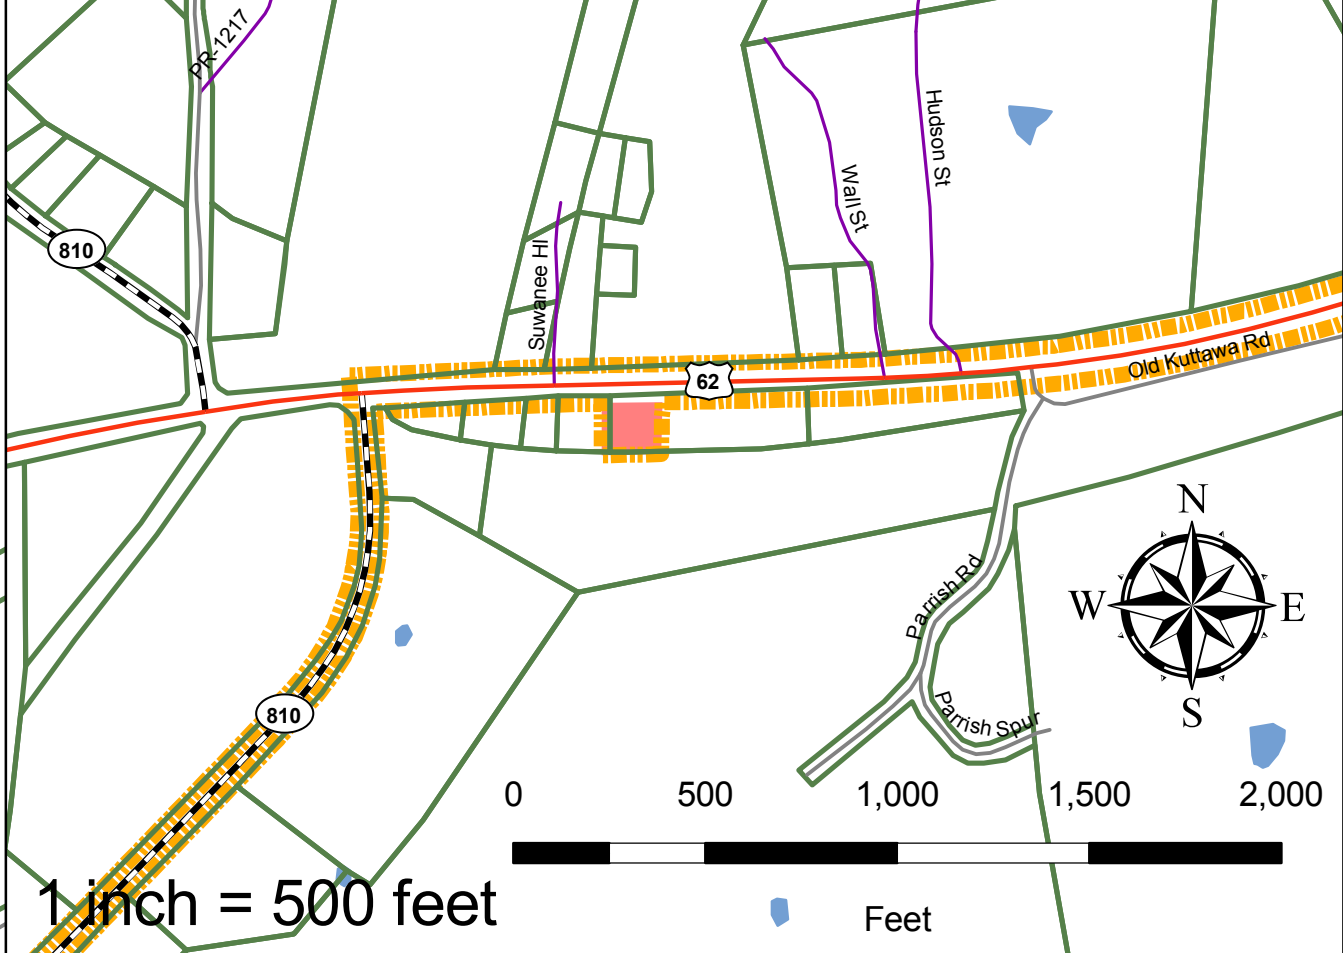 PR-1217
Hudson St
Wall St
810
Suwanee Hl
Old Kuttawa Rd
62
N
W
E
S
Parrish Rd
Parrish Spur
810
0 500 1,000 1,500 2,000
1 inch = 500 feet
Feet